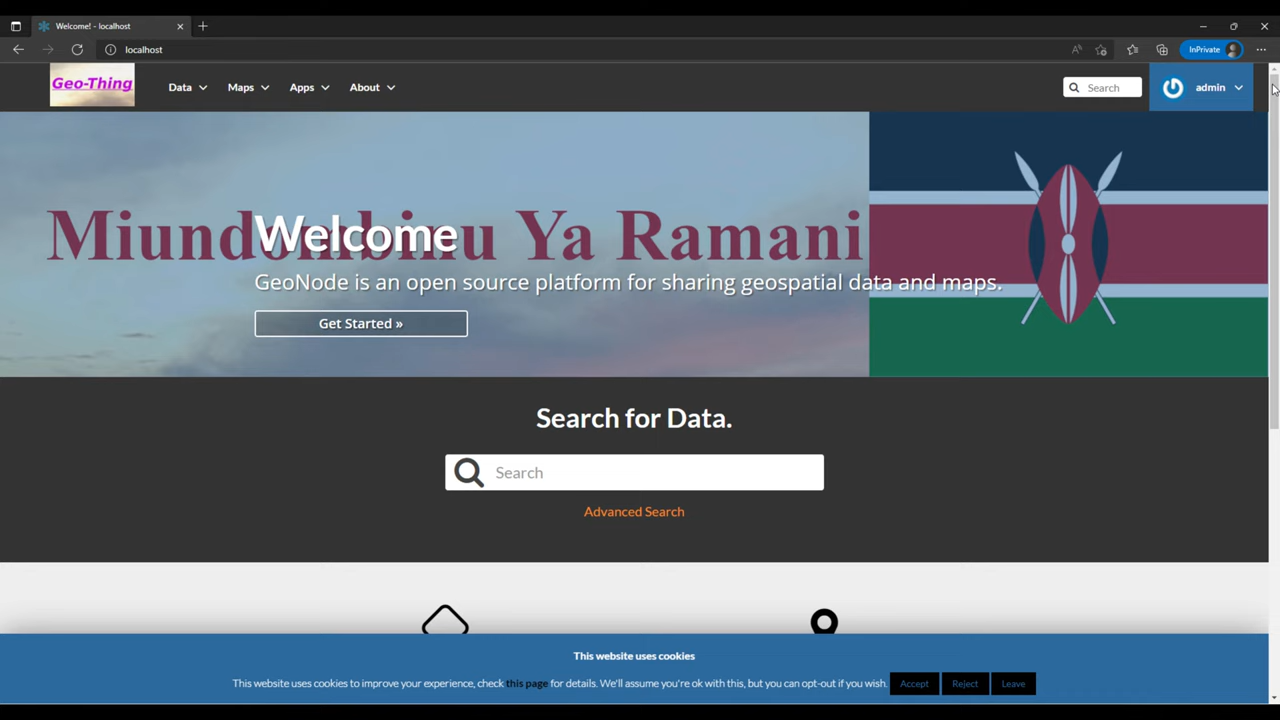 Welcome! - localhost
localhost
InPrivate
Geo-Thing
Data
Maps
Apps
About
Search
admin
Miundombinu Ya Ramani
Welcome
GeoNode is an open source platform for sharing geospatial data and maps.
Get Started »
Search for Data.
Search
Advanced Search
This website uses cookies
This website uses cookies to improve your experience, check this page for details. We'll assume you're ok with this, but you can opt-out if you wish. Accept Reject Leave